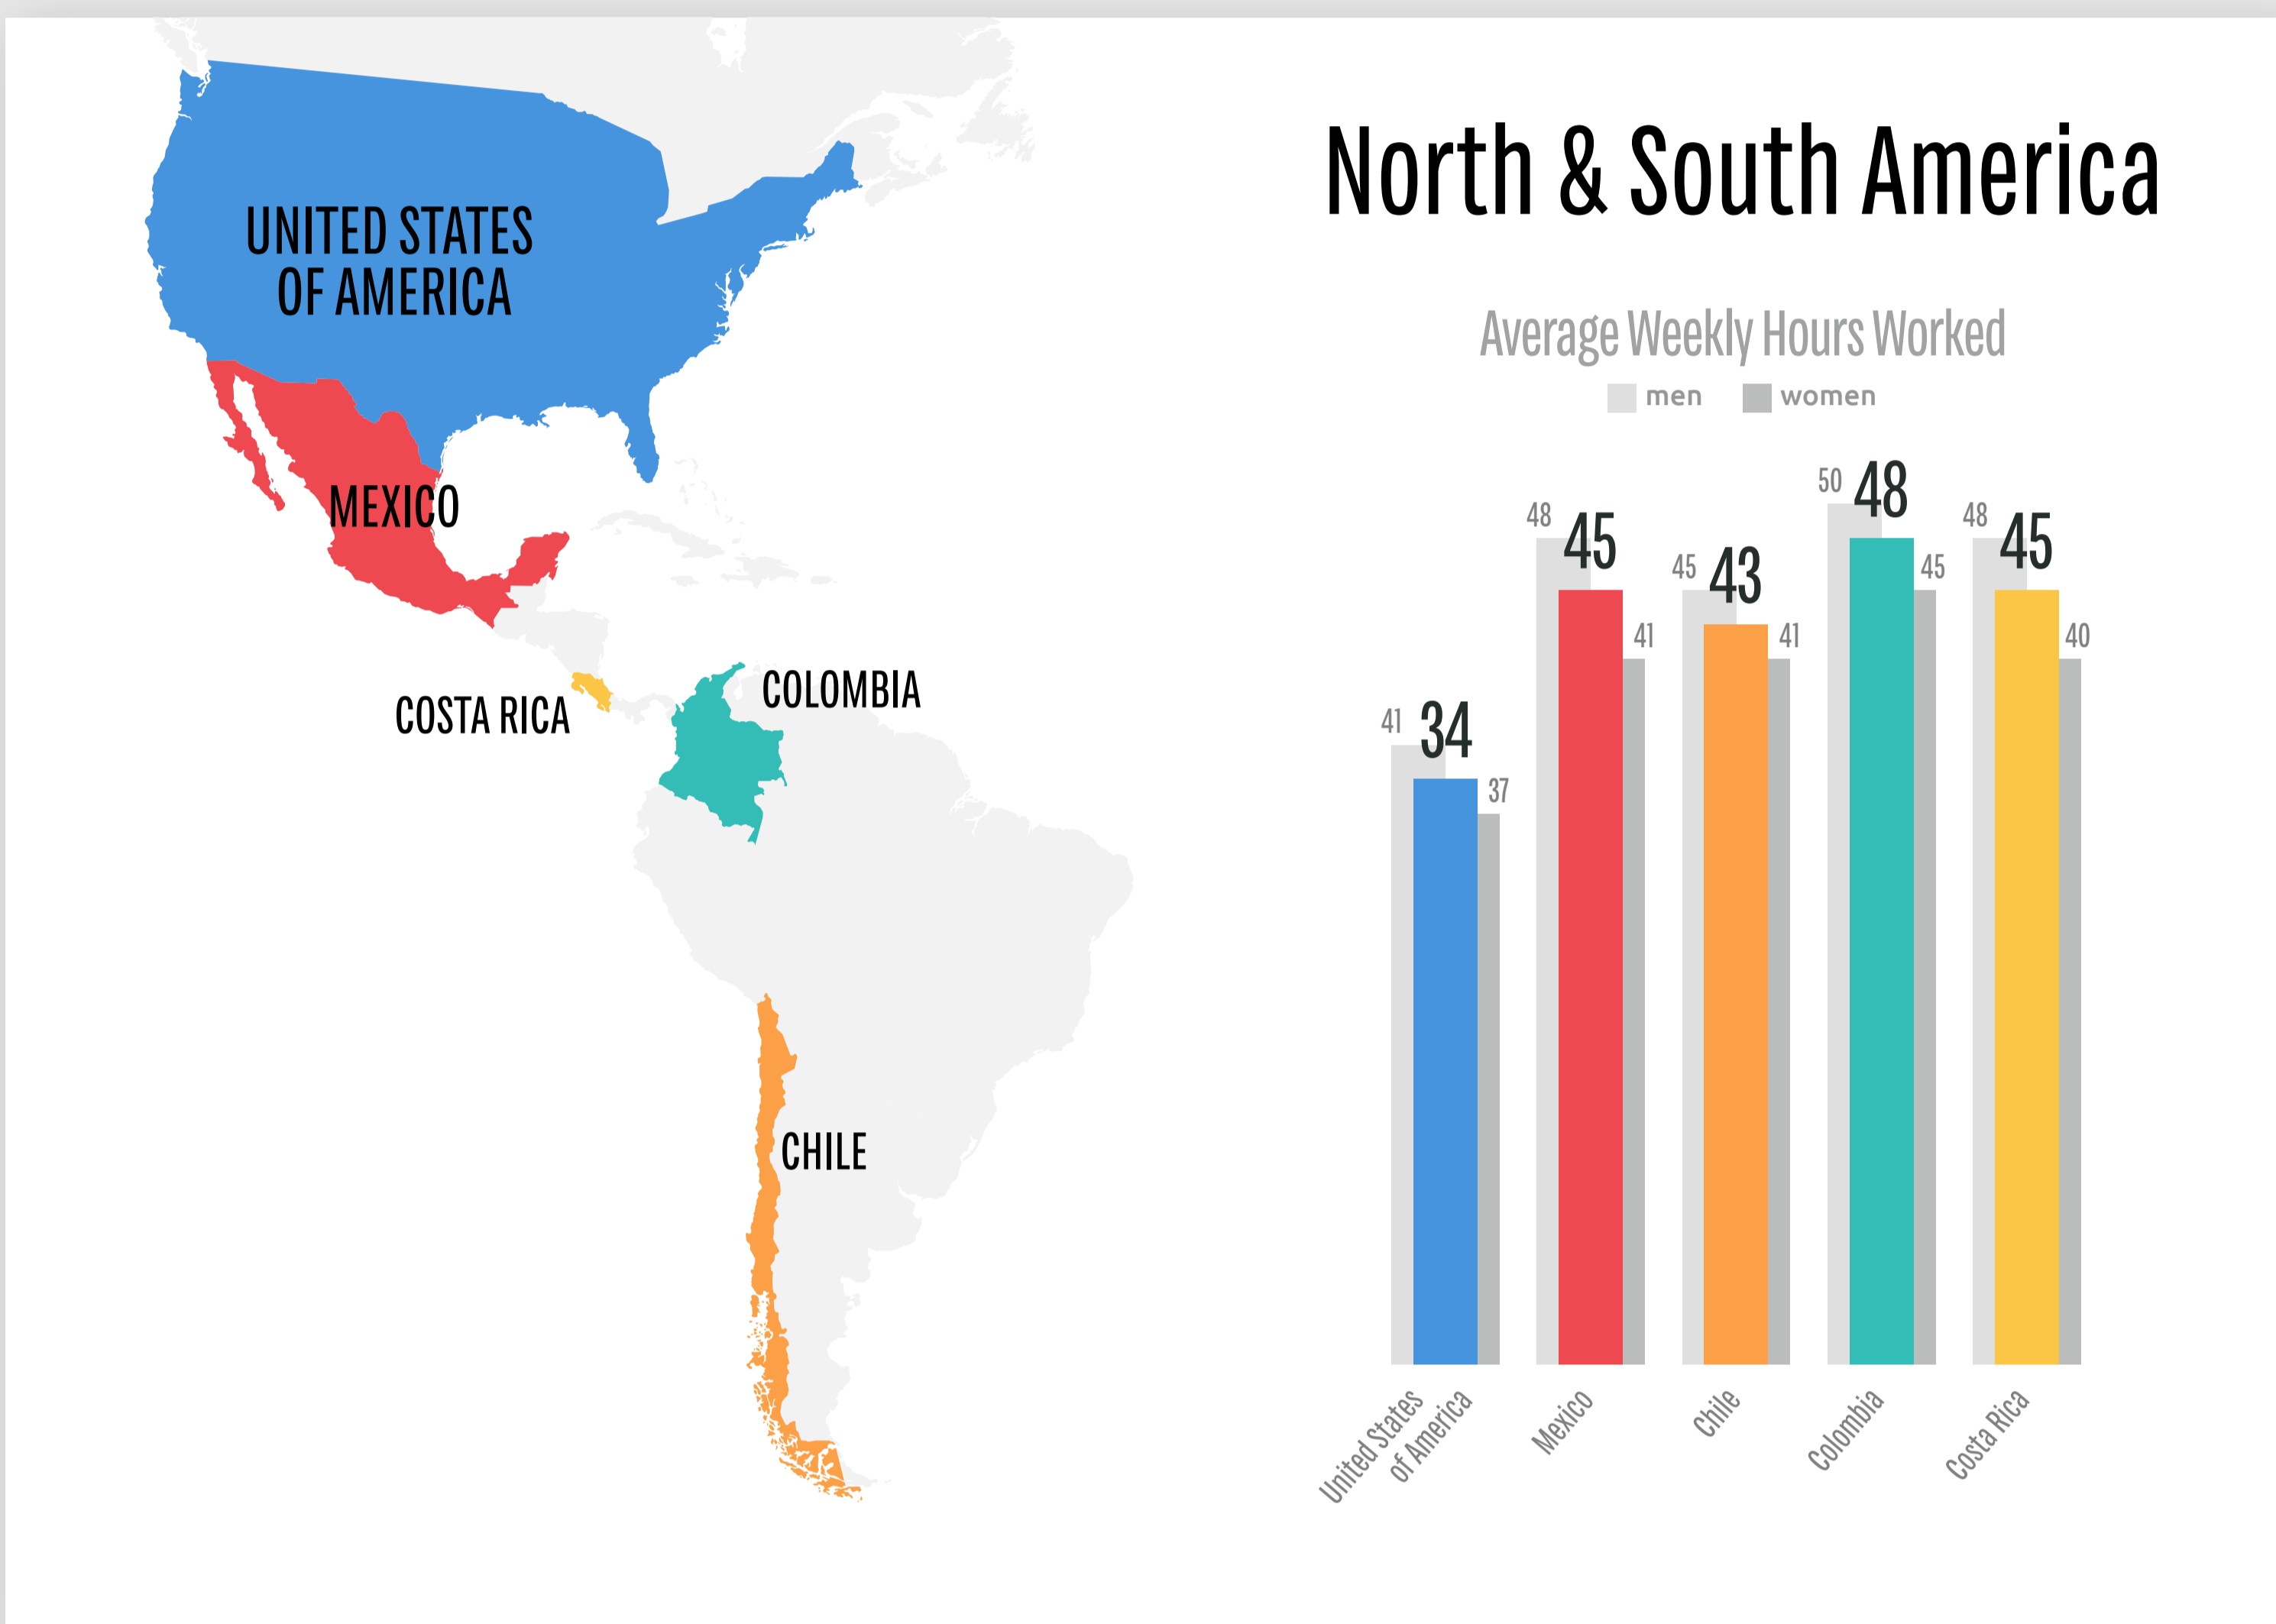 North & South America
UNITED STATES
OF AMERICA
MEXICO
COSTA RICA
COLOMBIA
CHILE
Average Weekly Hours Worked
men
women
41
34
37
48
45
41
45
43
41
50
48
45
48
45
40
United States
of America
Mexico
Chile
Colombia
Costa Rica